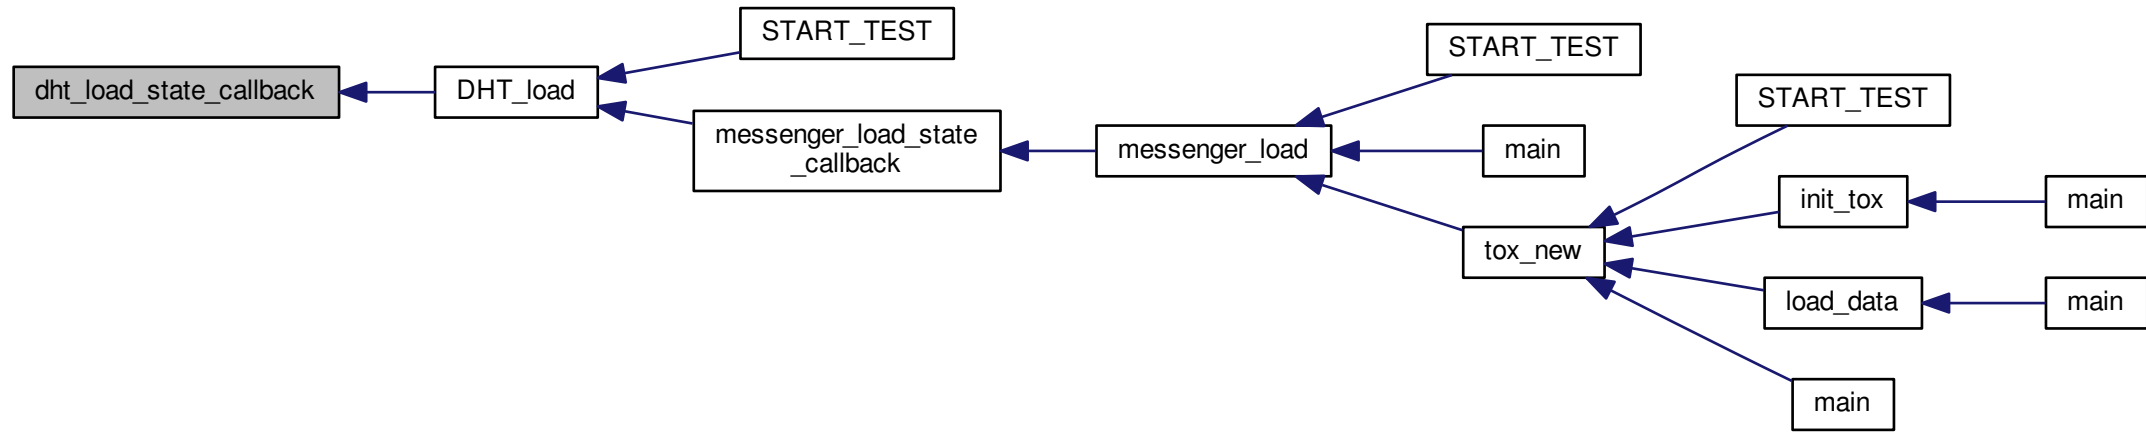 dht_load_state_callback
DHT_load
START_TEST
messenger_load_state
_callback
messenger_load
START_TEST
main
tox_new
START_TEST
init_tox
main
load_data
main
main